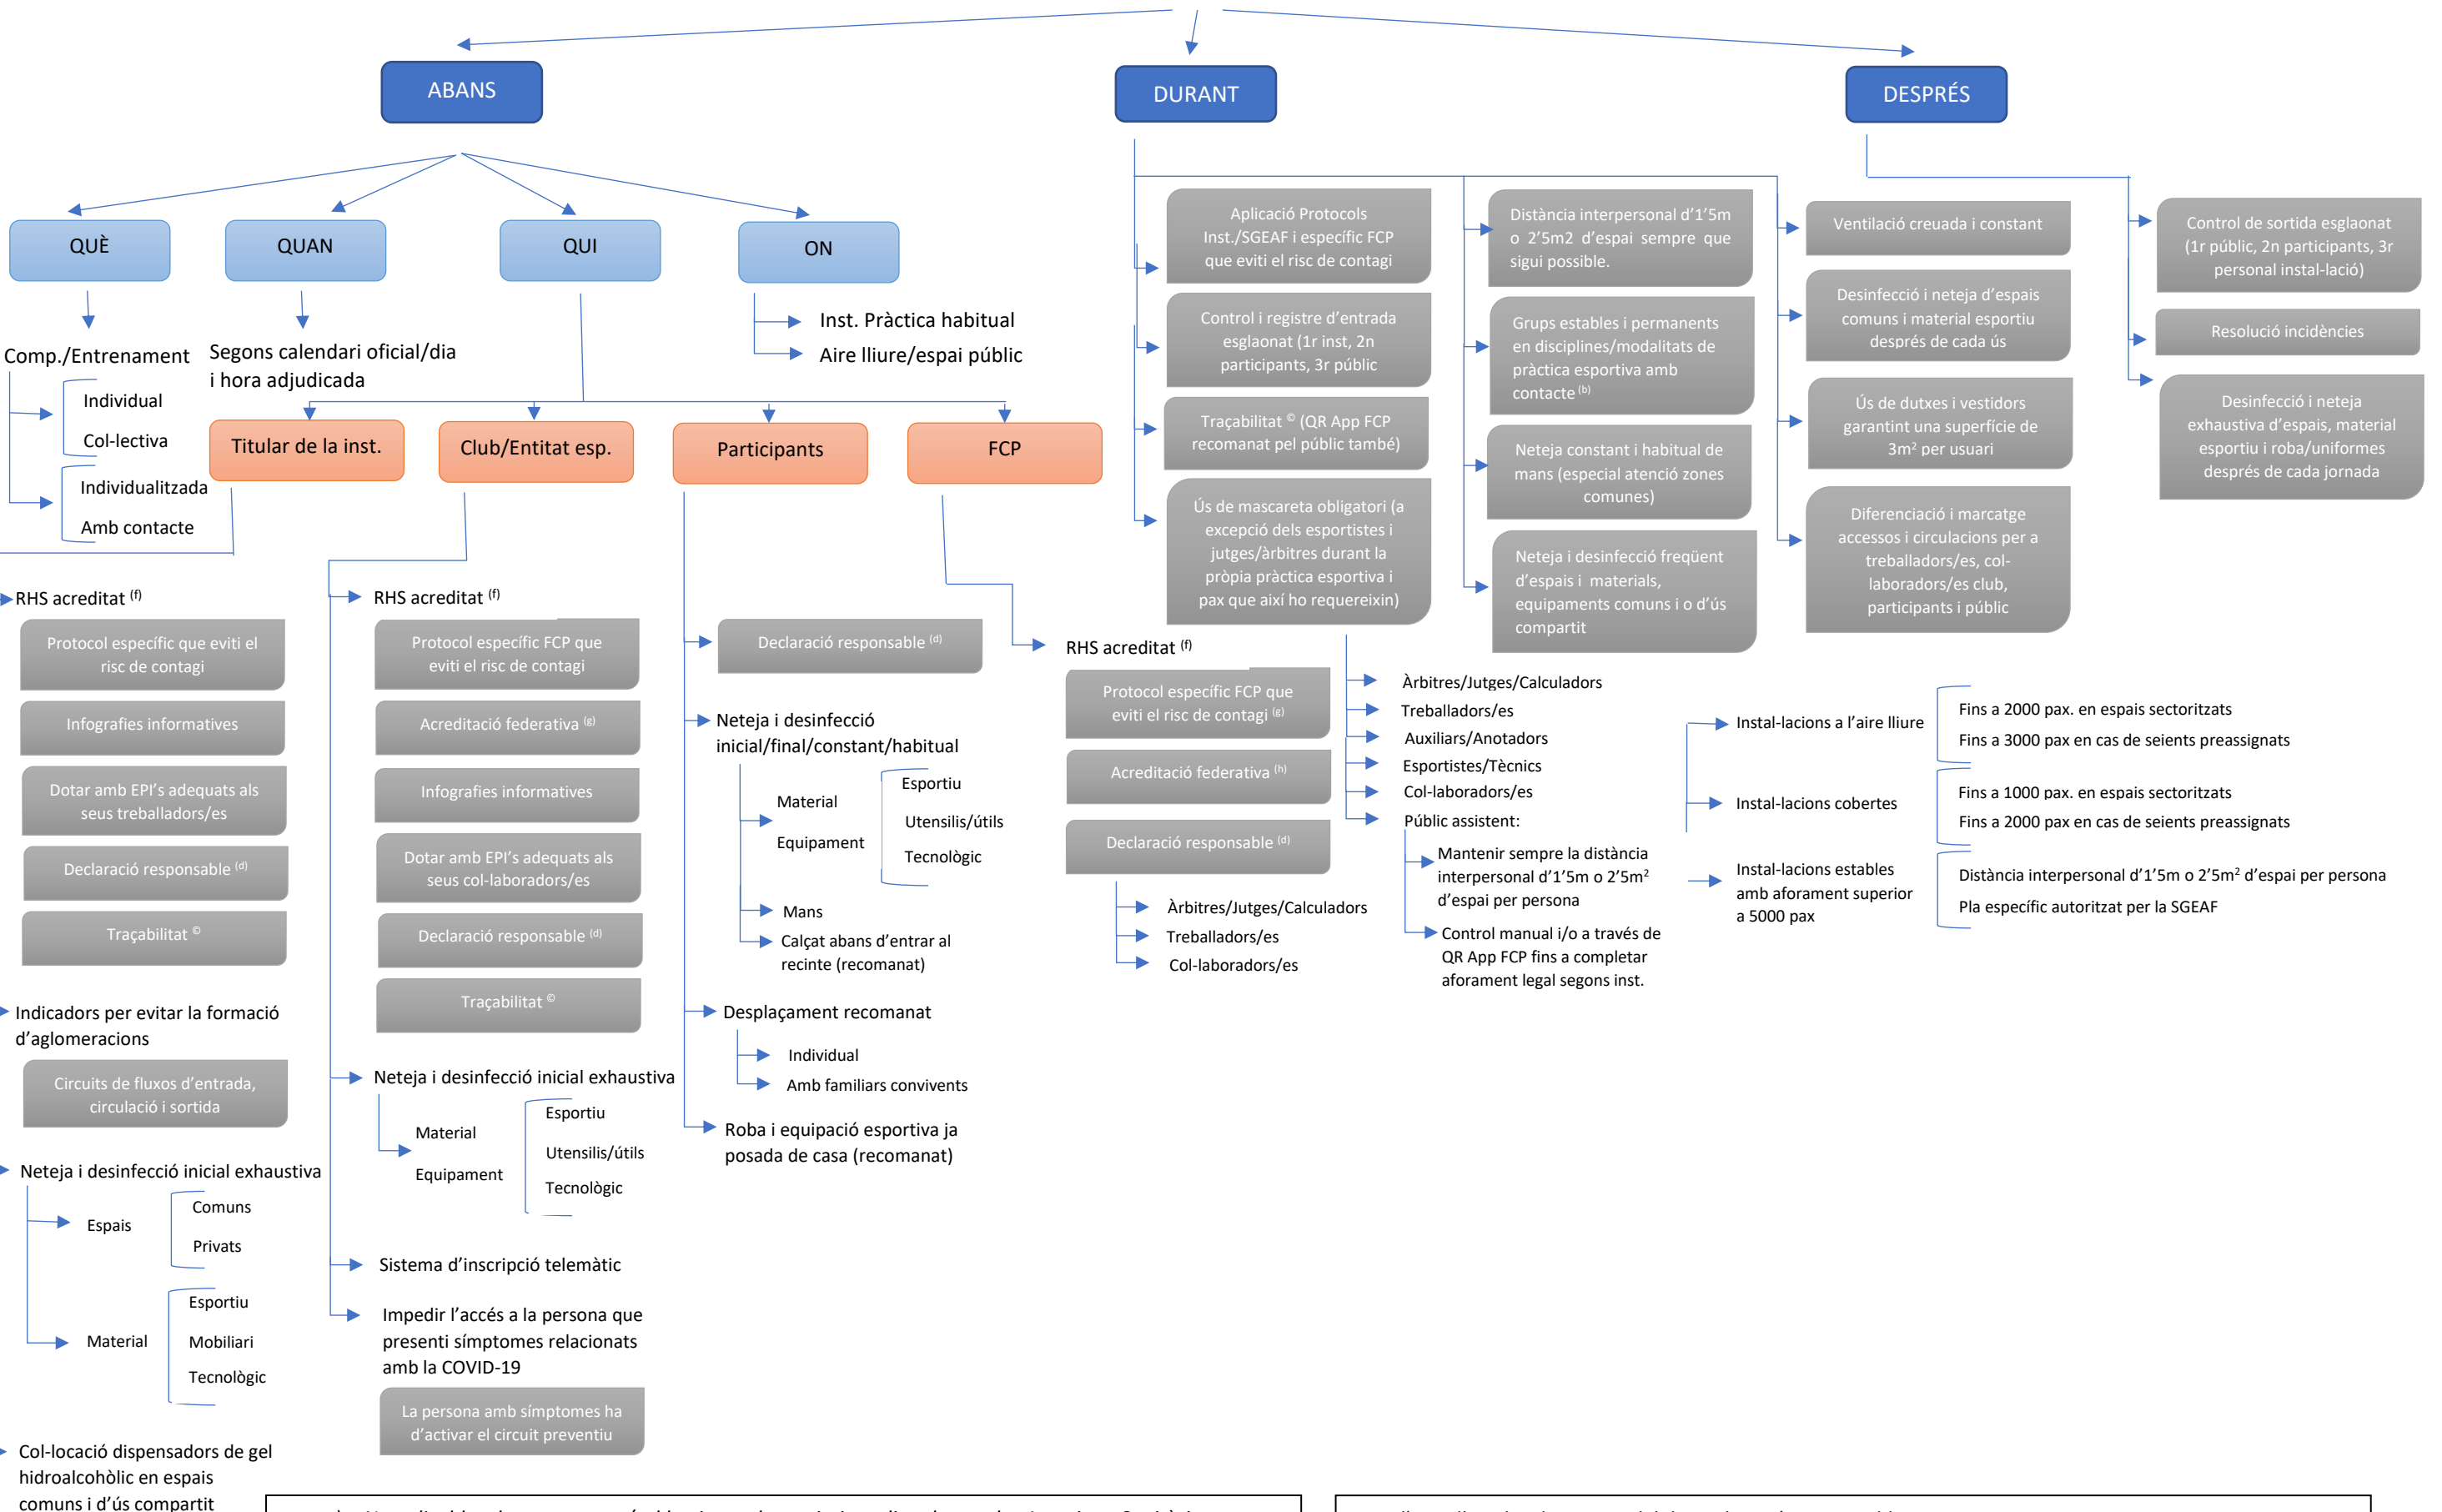 ABANS
DURANT
DESPRÉS
QUÈ
QUAN
QUI
ON
Comp./Entrenament
Individual
Col-lectiva
Individualitzada
Amb contacte
Segons calendari oficial/dia
i hora adjudicada
Inst. Pràctica habitual
Aire lliure/espai públic
Titular de la inst.
Club/Entitat esp.
Participants
FCP
RHS acreditat (f)
Protocol específic que eviti el
risc de contagi
Infografies informatives
Dotar amb EPI's adequats als
seus treballadors/es
Declaració responsable (d)
Traçabilitat ©
Indicadors per evitar la formació
d'aglomeracions
Circuits de fluxos d'entrada,
circulació i sortida
Neteja i desinfecció inicial exhaustiva
Espais
Comuns
Privats
Material
Esportiu
Mobiliari
Tecnològic
Col-locació dispensadors de gel
hidroalcohòlic en espais
comuns i d'ús compartit
RHS acreditat (f)
Protocol específic FCP que
eviti el risc de contagi
Acreditació federativa (g)
Infografies informatives
Dotar amb EPI's adequats als
seus col-laboradors/es
Declaració responsable (d)
Traçabilitat ©
Neteja i desinfecció inicial exhaustiva
Material
Equipament
Esportiu
Utensilis/útils
Tecnològic
Sistema d'inscripció telemàtic
Impedir l'accés a la persona que
presenti símptomes relacionats
amb la COVID-19
La persona amb símptomes ha
d'activar el circuit preventiu
Declaració responsable (d)
Neteja i desinfecció
inicial/final/constant/habitual
Material
Equipament
Esportiu
Utensilis/útils
Tecnològic
Mans
Calçat abans d'entrar al
recinte (recomanat)
Desplaçament recomanat
Individual
Amb familiars convivents
Roba i equipació esportiva ja
posada de casa (recomanat)
RHS acreditat (f)
Protocol específic FCP que
eviti el risc de contagi (g)
Acreditació federativa (h)
Declaració responsable (d)
Àrbitres/Jutges/Calculadors
Treballadors/es
Col-laboradors/es
Aplicació Protocols
Inst./SGEAF i específic FCP
que eviti el risc de contagi
Control i registre d'entrada
esglaonat (1r inst, 2n
participants, 3r públic
Traçabilitat © (QR App FCP
recomanat pel públic també)
Ús de mascareta obligatori (a
excepció dels esportistes i
jutges/àrbitres durant la
pròpia pràctica esportiva i
pax que així ho requereixin)
Àrbitres/Jutges/Calculadors
Treballadors/es
Auxiliars/Anotadors
Esportistes/Tècnics
Col-laboradors/es
Públic assistent:
Mantenir sempre la distància
interpersonal d'1'5m o 2'5m²
d'espai per persona
Control manual i/o a través de
QR App FCP fins a completar
aforament legal segons inst.
Distància interpersonal d'1'5m
o 2'5m2 d'espai sempre que
sigui possible.
Grups estables i permanents
en disciplines/modalitats de
pràctica esportiva amb
contacte (b)
Neteja constant i habitual de
mans (especial atenció zones
comunes)
Neteja i desinfecció freqüent
d'espais i materials,
equipaments comuns i o d'ús
compartit
Ventilació creuada i constant
Desinfecció i neteja d'espais
comuns i material esportiu
després de cada ús
Ús de dutxes i vestidors
garantint una superfície de
3m² per usuari
Diferenciació i marcatge
accessos i circulacions per a
treballadors/es, col-
laboradors/es club,
participants i públic
Instal-lacions a l'aire lliure
Fins a 2000 pax. en espais sectoritzats
Fins a 3000 pax en cas de seients preassignats
Instal-lacions cobertes
Fins a 1000 pax. en espais sectoritzats
Fins a 2000 pax en cas de seients preassignats
Instal-lacions estables
amb aforament superior
a 5000 pax
Distància interpersonal d'1'5m o 2'5m² d'espai per persona
Pla específic autoritzat per la SGEAF
Control de sortida esglaonat
(1r públic, 2n participants, 3r
personal instal-lació)
Resolució incidències
Desinfecció i neteja
exhaustiva d'espais, material
esportiu i roba/uniformes
després de cada jornada